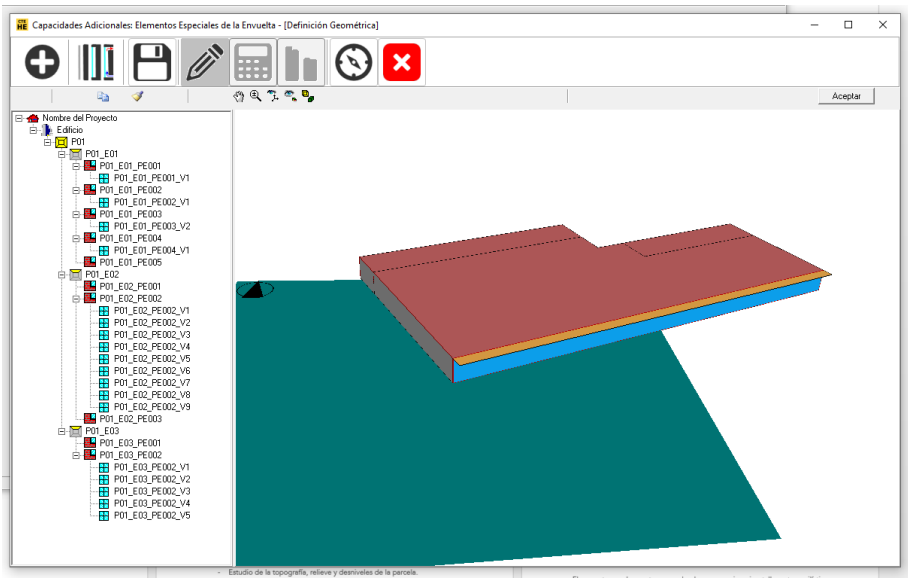 CTE HE Capacidades Adicionales: Elementos Especiales de la Envuelta - [Definición Geométrica]
Aceptar
Nombre del Proyecto
Edificio
P01
P01_E01
P01_E01_PE001
P01_E01_PE001_V1
P01_E01_PE002
P01_E01_PE002_V1
P01_E01_PE003
P01_E01_PE003_V2
P01_E01_PE004
P01_E01_PE004_V1
P01_E01_PE005
P01_E02
P01_E02_PE001
P01_E02_PE002
P01_E02_PE002_V1
P01_E02_PE002_V2
P01_E02_PE002_V3
P01_E02_PE002_V4
P01_E02_PE002_V5
P01_E02_PE002_V6
P01_E02_PE002_V7
P01_E02_PE002_V8
P01_E02_PE002_V9
P01_E02_PE003
P01_E03
P01_E03_PE001
P01_E03_PE002
P01_E03_PE002_V1
P01_E03_PE002_V2
P01_E03_PE002_V3
P01_E03_PE002_V4
P01_E03_PE002_V5
- Estudio de la topografía, relieve y desniveles de la parcela.